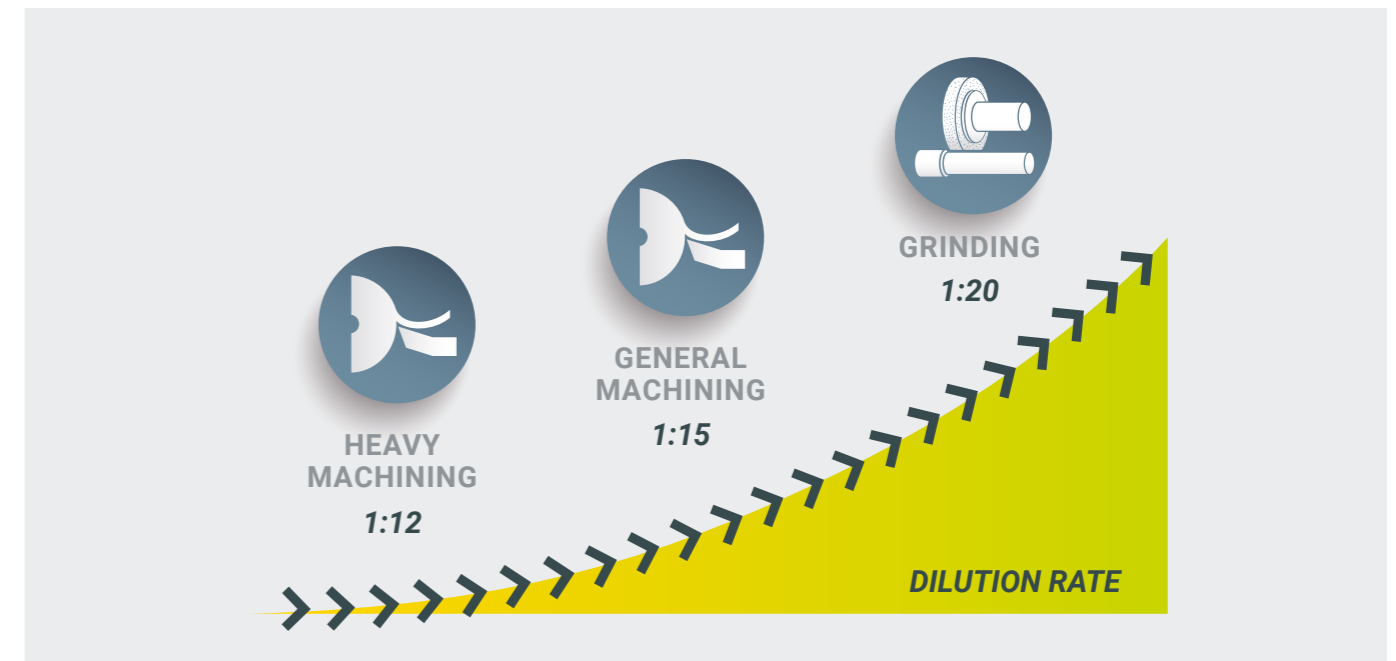 HEAVY
MACHINING
1:12
GENERAL
MACHINING
1:15
GRINDING
1:20
DILUTION RATE